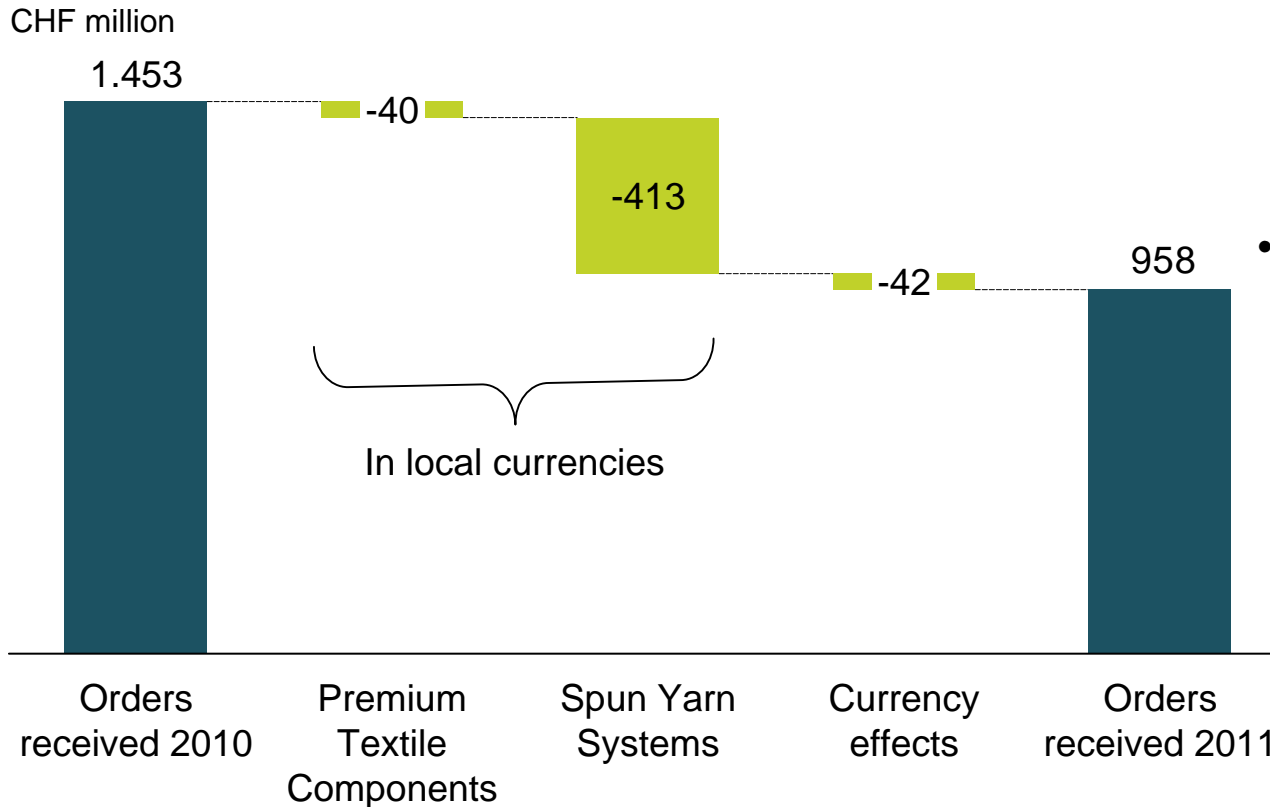 CHF million
1.453
-40
-413
-42
958
•
In local currencies
Orders
received 2010
Premium
Textile
Components
Spun Yarn
Systems
Currency
effects
Orders
received 2011